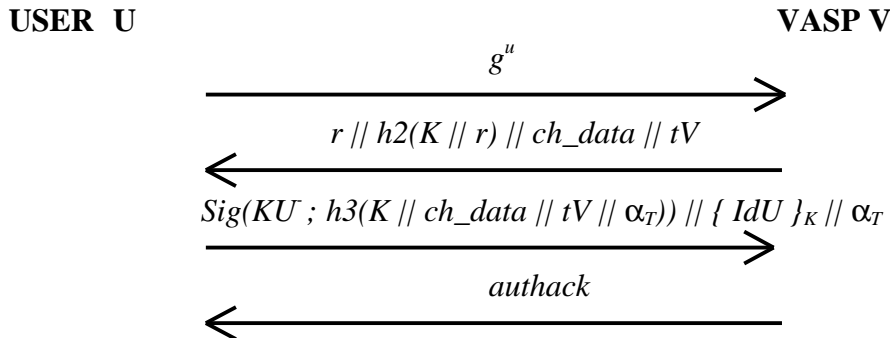 USER U VASP V
g^u
r || h2(K || r) || ch_data || tV
Sig(KU⁻ ; h3(K || ch_data || tV || α_T)) || { IdU }_K || α_T
authack